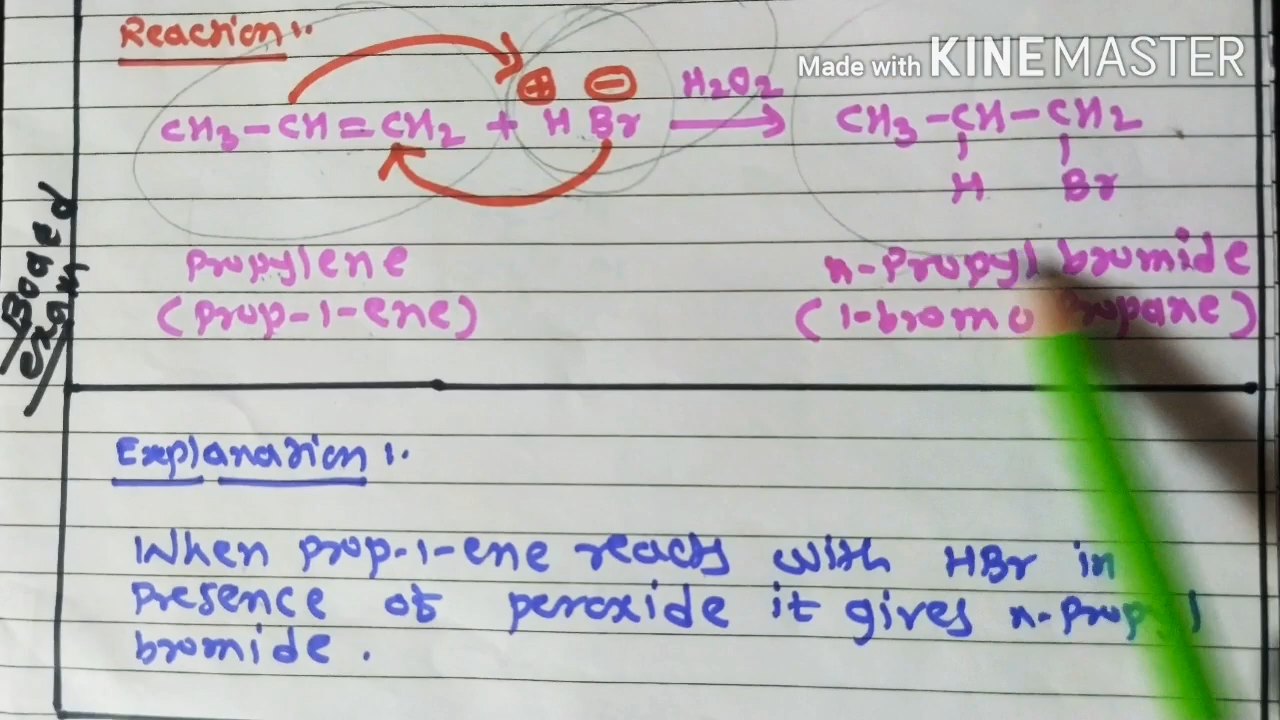 Reaction :
Made with KINEMASTER
⊕ ⊖ H2O2
CH3-CH=CH2 + H Br → CH3-CH-CH2
H Br
Propylene n-Propyl bromide
(Prop-1-ene) (1-bromo propane)
Board
Exam
Explanation :
When prop-1-ene reacts with HBr in
presence of peroxide it gives n-propyl
bromide.